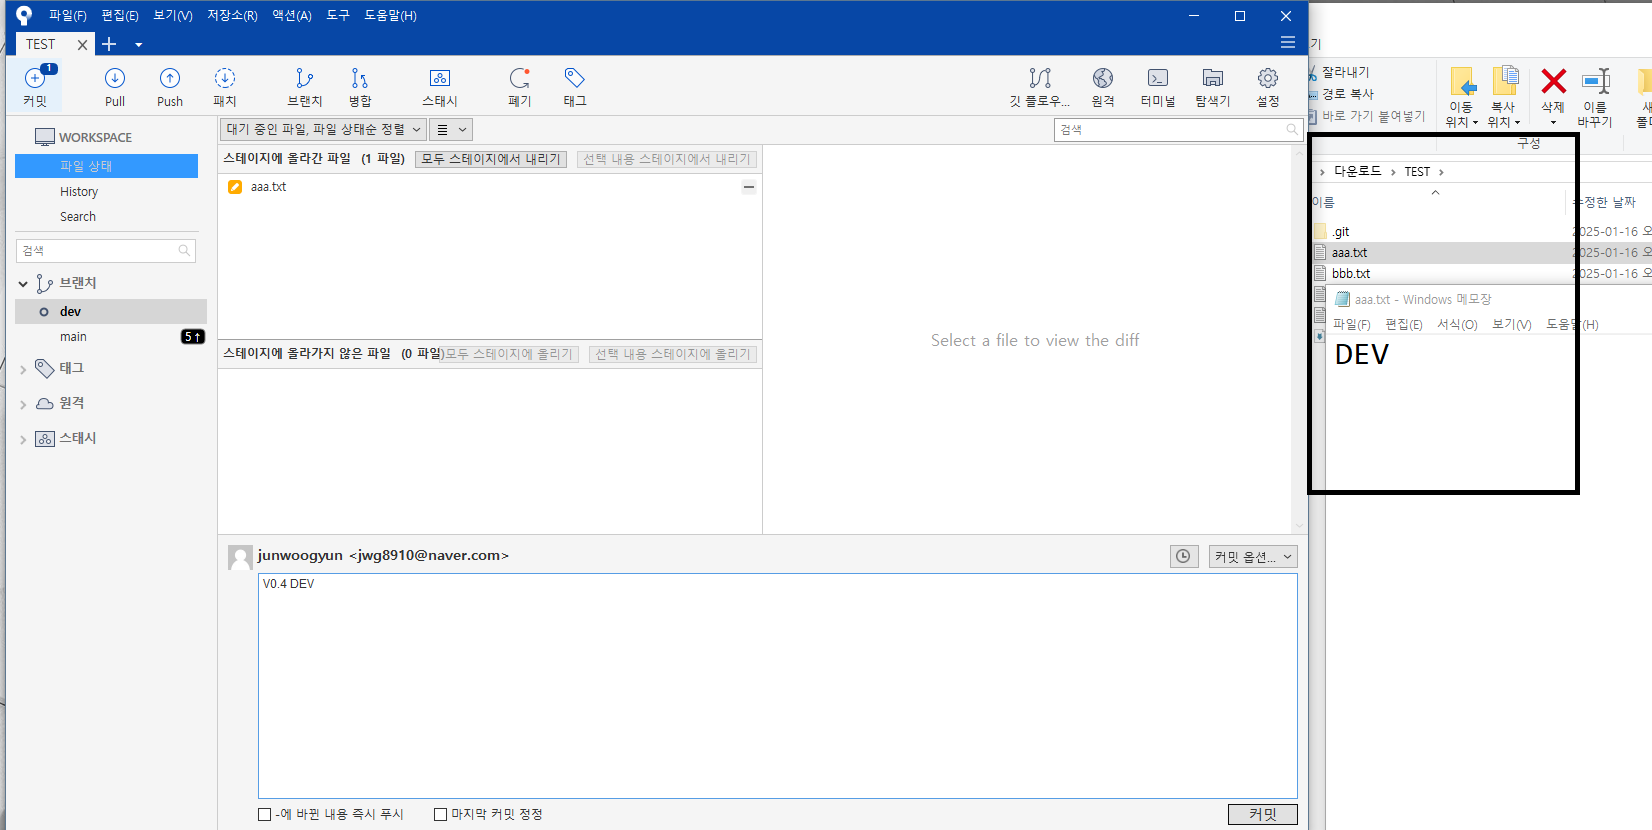 파일(F) 편집(E) 보기(V) 저장소(R) 액션(A) 도구 도움말(H)
TEST
1
커밋 Pull Push 패치 브랜치 병합 스태시 폐기 태그 깃 플로우... 원격 터미널 탐색기 설정
WORKSPACE
파일 상태
History
Search
검색
브랜치
dev
main 5↑
태그
원격
스태시
대기 중인 파일, 파일 상태순 정렬
검색
스테이지에 올라간 파일 (1 파일) 모두 스테이지에서 내리기 선택 내용 스테이지에서 내리기
aaa.txt
스테이지에 올라가지 않은 파일 (0 파일) 모두 스테이지에 올리기 선택 내용 스테이지에 올리기
Select a file to view the diff
junwoogyun <jwg8910@naver.com>
커밋 옵션...
V0.4 DEV
-에 바뀐 내용 즉시 푸시 마지막 커밋 정정
커밋
기
잘라내기
경로 복사
바로 가기 붙여넣기
이동 위치 복사 위치 삭제 이름 바꾸기 새 폴더
구성
다운로드 TEST
이름 수정한 날짜
.git 2025-01-16 오
aaa.txt 2025-01-16 오
bbb.txt 2025-01-16 오
aaa.txt - Windows 메모장
파일(F) 편집(E) 서식(O) 보기(V) 도움말(H)
DEV